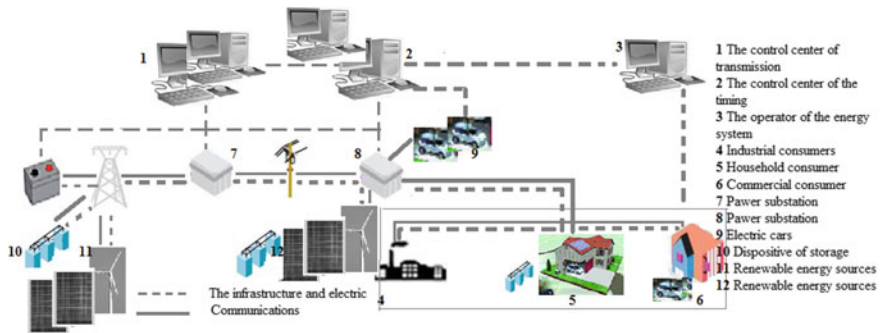 1
2
3
1 The control center of
transmission
2 The control center of the
timing
3 The operator of the energy
system
4 Industrial consumers
5 Household consumer
6 Commercial consumer
7 Pawer substation
8 Pawer substation
9 Electric cars
10 Dispositive of storage
11 Renewable energy sources
12 Renewable energy sources
7
8
9
10
11
12
4
5
6
The infrastructure and electric
Communications